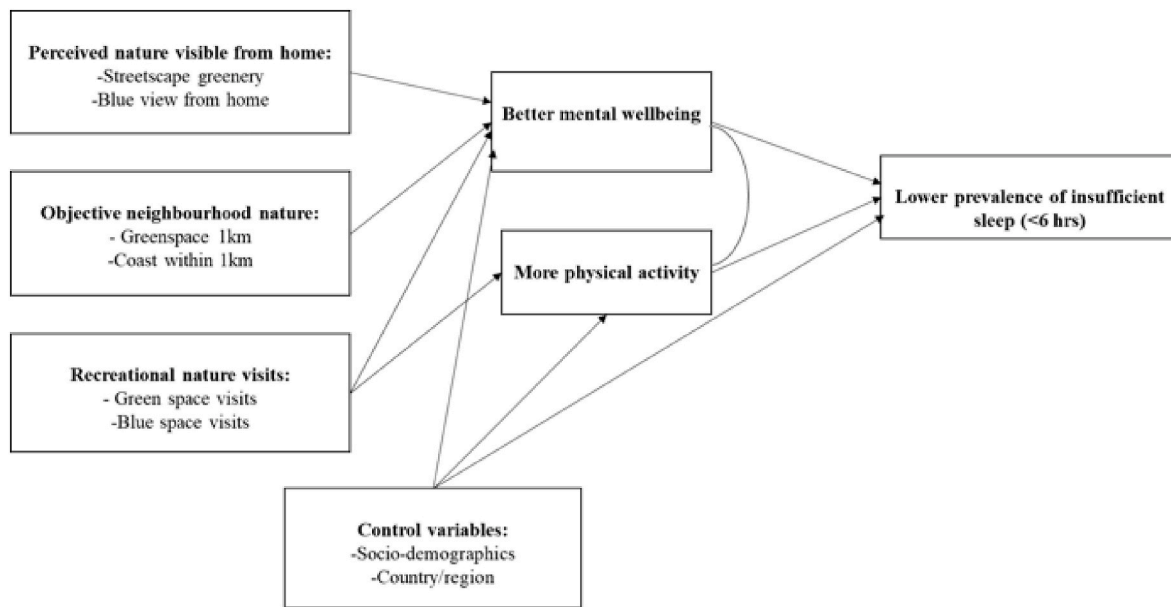 Perceived nature visible from home:
-Streetscape greenery
-Blue view from home
Better mental wellbeing
Lower prevalence of insufficient
sleep (<6 hrs)
Objective neighbourhood nature:
- Greenspace 1km
-Coast within 1km
More physical activity
Recreational nature visits:
- Green space visits
-Blue space visits
Control variables:
-Socio-demographics
-Country/region